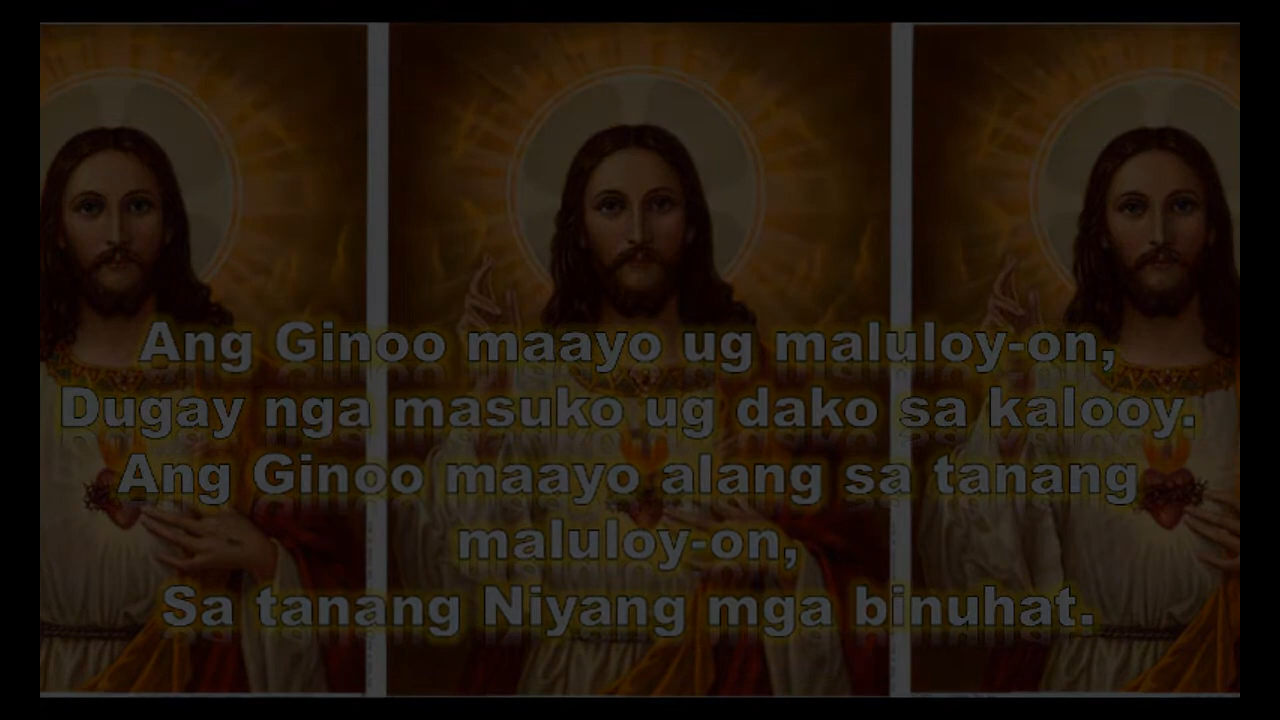 Ang Ginoo maayo ug maluloy-on,
Dugay nga masuko ug dako sa kalooy.
Ang Ginoo maayo alang sa tanang
maluloy-on,
Sa tanang Niyang mga binuhat.